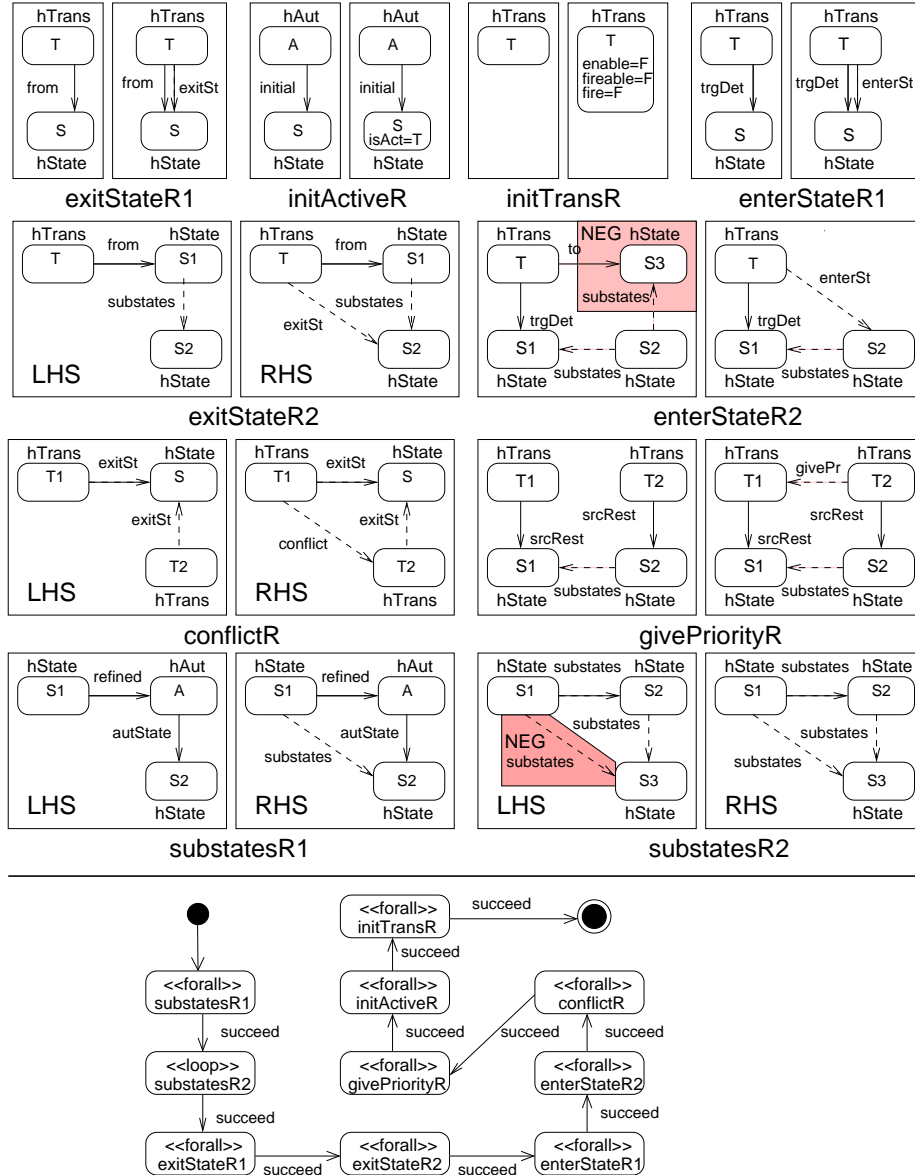 hTrans hTrans hAut hAut hTrans hTrans hTrans hTrans
T T A A T T T T
enable=F
fireable=F
fire=F
from from exitSt initial initial trgDet trgDet enterSt
S S S S isAct=T S S
hState hState hState hState hState hState
exitStateR1 initActiveR initTransR enterStateR1
hTrans hState
from
T S1
substates
S2
LHS hState
hTrans hState
from
T S1
substates
exitSt
S2
RHS hState
exitStateR2
NEG
hTrans hState
to
T S3
substates
trgDet
S1 S2
substates
hState hState
hTrans
T
enterSt
trgDet
S1 S2
substates
hState hState
enterStateR2
hTrans hState
exitSt
T1 S
exitSt
T2
LHS hTrans
hTrans hState
exitSt
T1 S
exitSt
conflict
T2
RHS hTrans
conflictR
hTrans hTrans
T1 T2
srcRest
srcRest
S1 S2
substates
hState hState
hTrans hTrans
givePr
T1 T2
srcRest
srcRest
S1 S2
substates
hState hState
givePriorityR
hState hAut
refined
S1 A
autState
S2
LHS hState
hState hAut
refined
S1 A
autState
substates
S2
RHS hState
substatesR1
hState hState
substates
S1 S2
substates
NEG
substates
S3
LHS hState
hState hState
substates
S1 S2
substates
substates
S3
RHS hState
substatesR2
<<forall>>
initTransR
succeed
succeed
<<forall>>
substatesR1
<<forall>>
initActiveR
<<forall>>
conflictR
succeed
succeed
succeed
succeed
<<loop>>
substatesR2
<<forall>>
givePriorityR
<<forall>>
enterStateR2
succeed
succeed
<<forall>>
exitStateR1
succeed
<<forall>>
exitStateR2
succeed
<<forall>>
enterStateR1